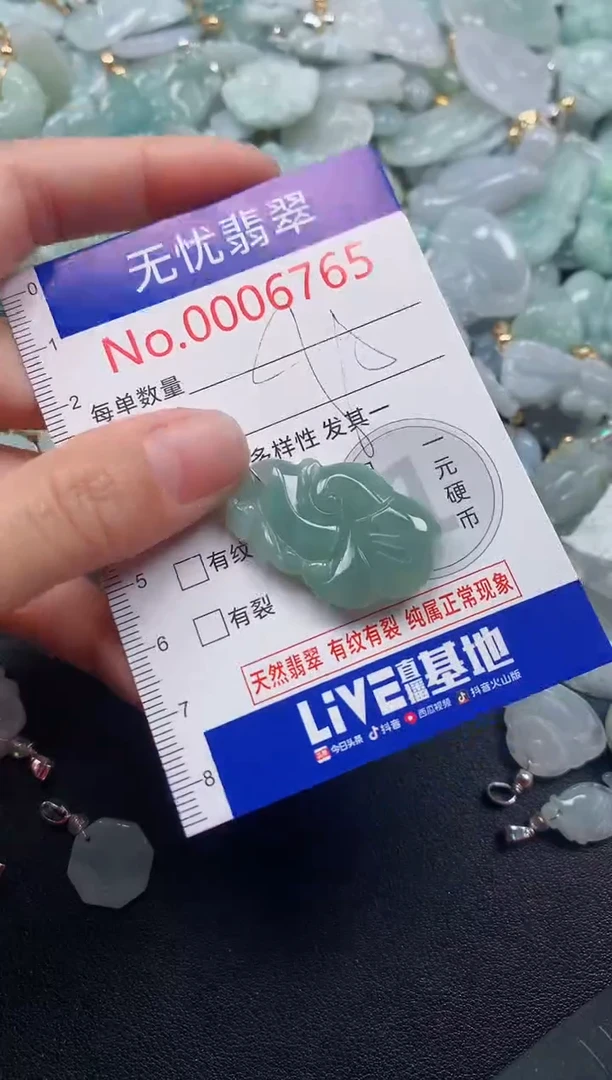 无忧翡翠
No.0006765
0
1
2
每单数量
多样性 发其一
一元硬币
5
有纹
6
有裂
天然翡翠 有纹有裂 纯属正常现象
7
LiVE直播基地
8
今日头条 抖音 西瓜视频 抖音火山版